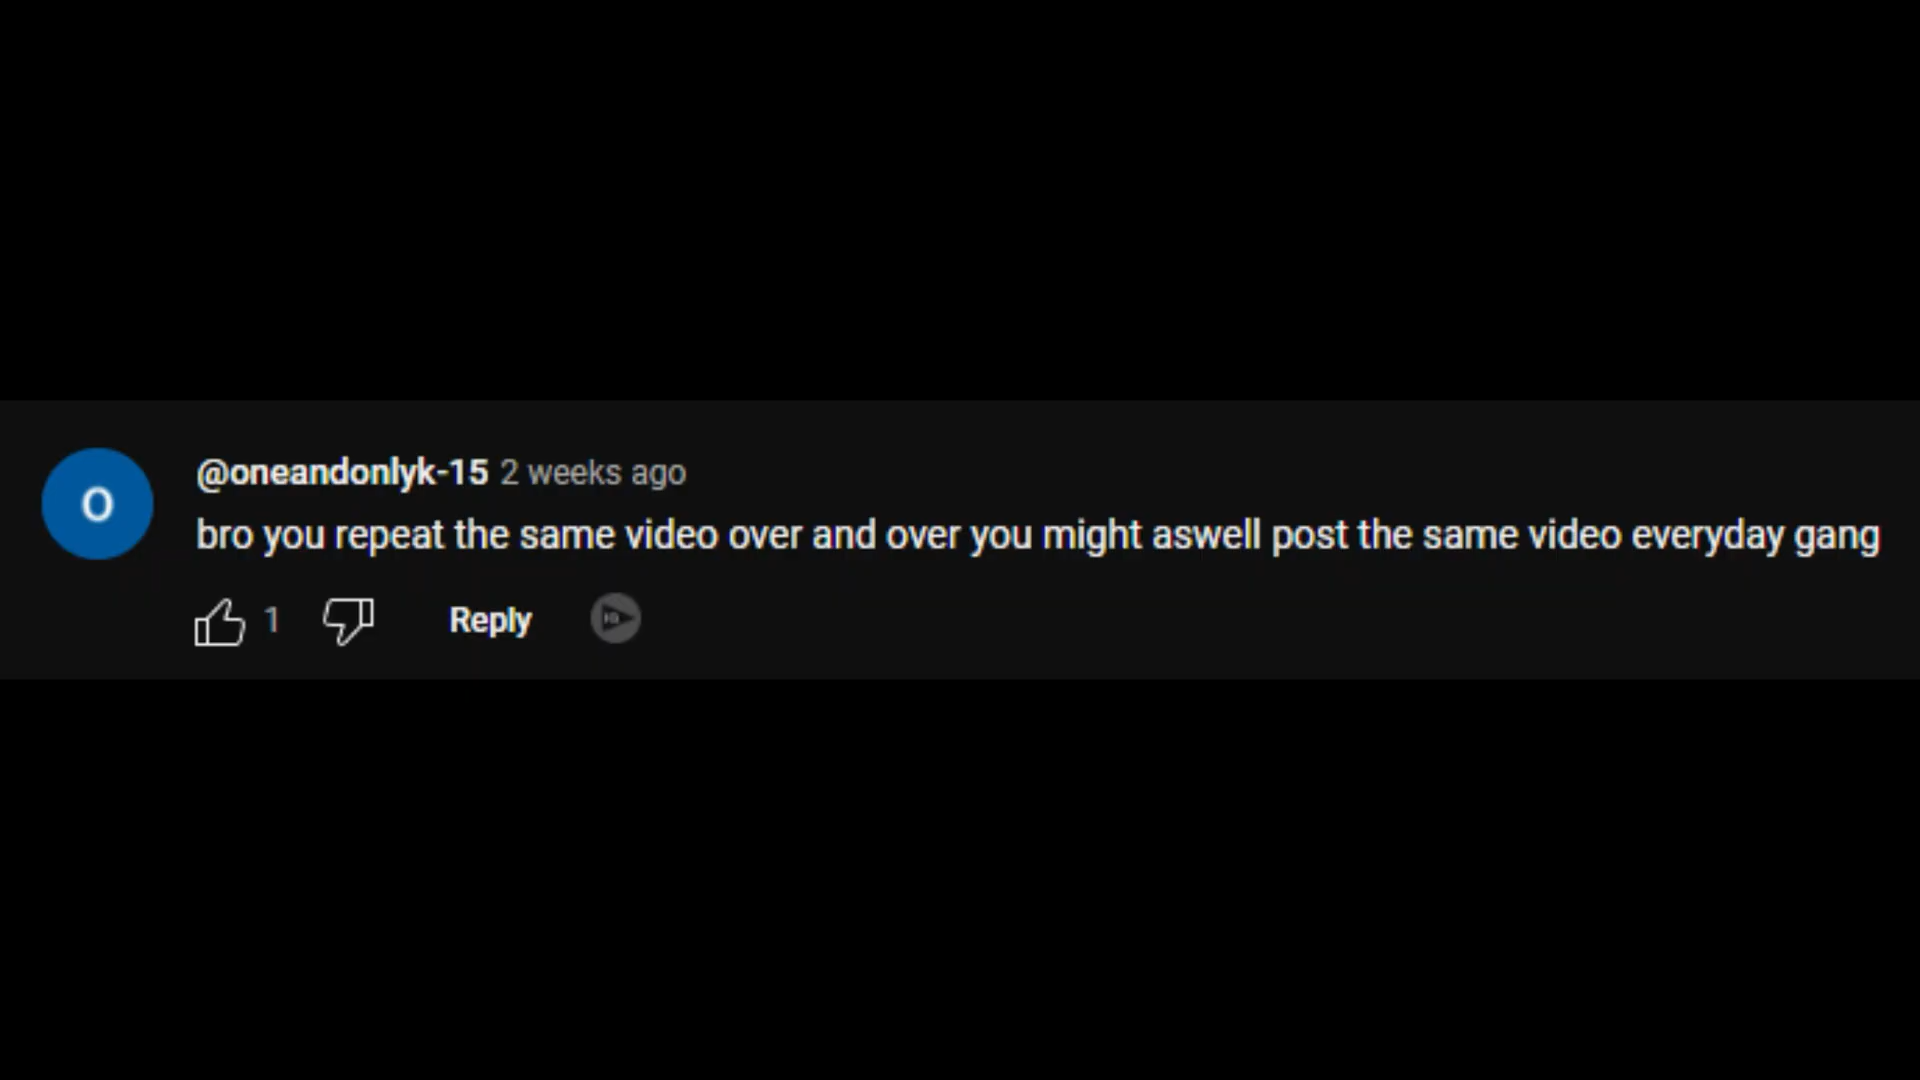 O
@oneandonlyk-15 2 weeks ago
bro you repeat the same video over and over you might aswell post the same video everyday gang
1 Reply